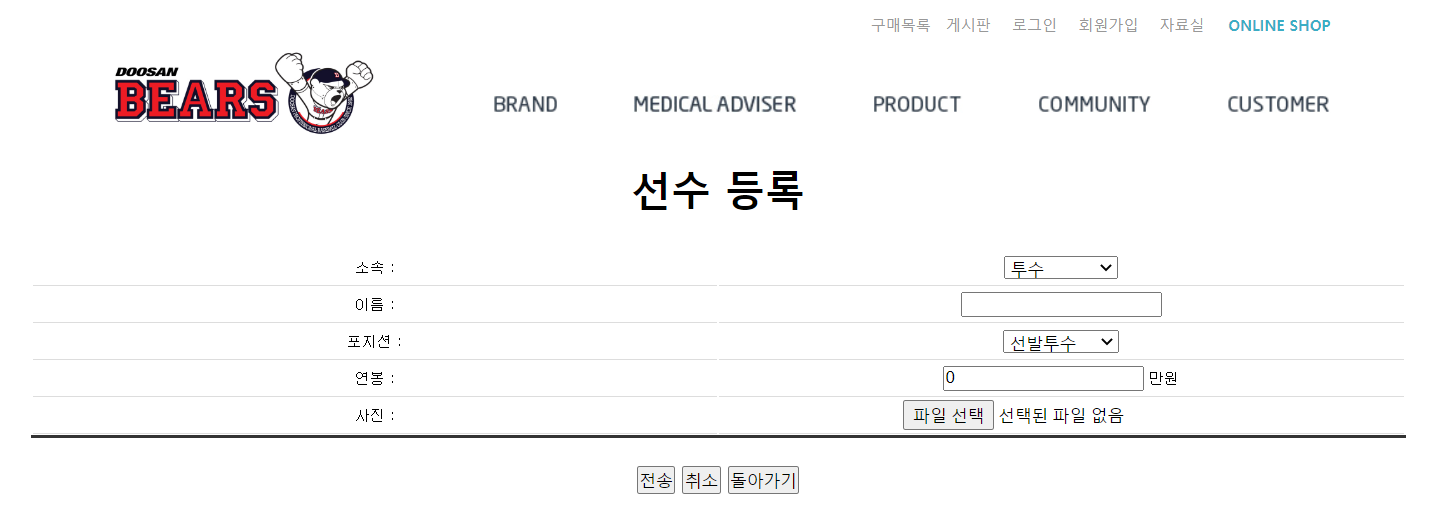 구매목록 게시판 로그인 회원가입 자료실 ONLINE SHOP
DOOSAN
BEARS
BRAND MEDICAL ADVISER PRODUCT COMMUNITY CUSTOMER
선수 등록
소속 : 투수
이름 :
포지션 : 선발투수
연봉 : 0 만원
사진 : 파일 선택 선택된 파일 없음
전송 취소 돌아가기